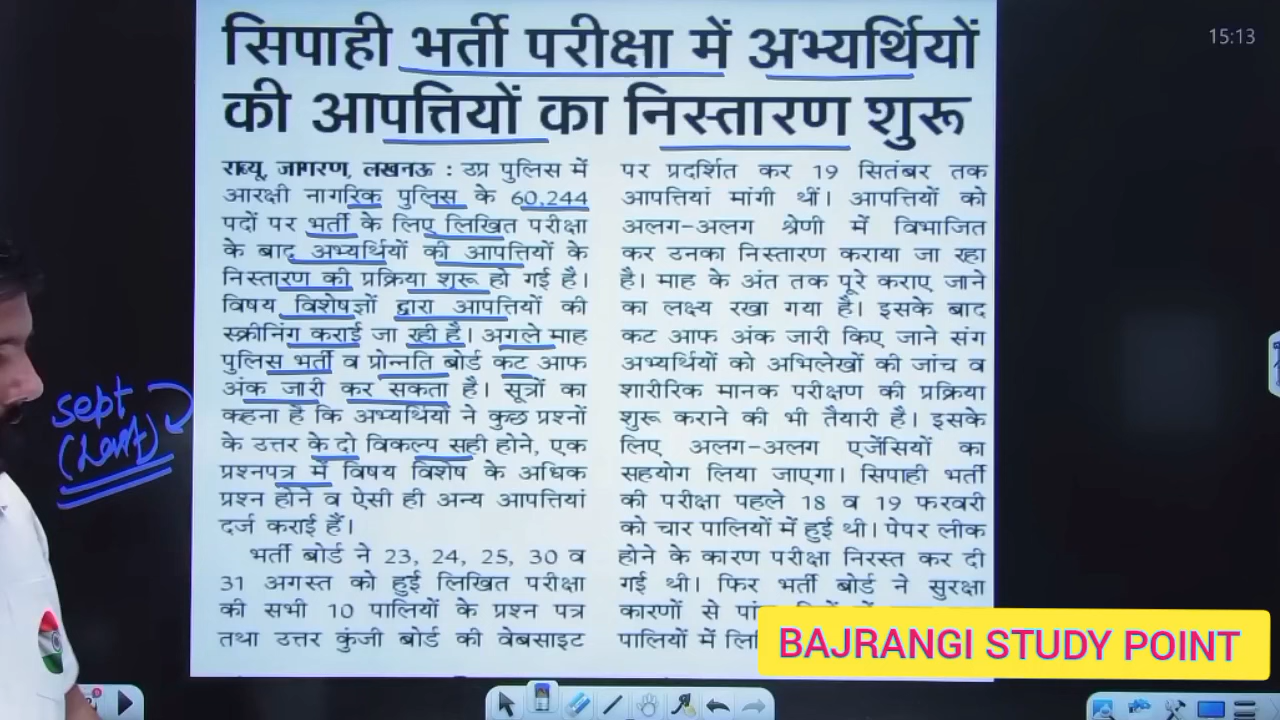 15:13
सिपाही भर्ती परीक्षा में अभ्यर्थियों
की आपत्तियों का निस्तारण शुरू
राब्यू, जागरण, लखनऊ : उप्र पुलिस में
आरक्षी नागरिक पुलिस के 60,244
पदों पर भर्ती के लिए लिखित परीक्षा
के बाद अभ्यर्थियों की आपत्तियों के
निस्तारण की प्रक्रिया शुरू हो गई है।
विषय विशेषज्ञों द्वारा आपत्तियों की
स्क्रीनिंग कराई जा रही है। अगले माह
पुलिस भर्ती व प्रोन्नति बोर्ड कट आफ
अंक जारी कर सकता है। सूत्रों का
कहना है कि अभ्यर्थियों ने कुछ प्रश्नों
के उत्तर के दो विकल्प सही होने, एक
प्रश्नपत्र में विषय विशेष के अधिक
प्रश्न होने व ऐसी ही अन्य आपत्तियां
दर्ज कराई हैं।
भर्ती बोर्ड ने 23, 24, 25, 30 व
31 अगस्त को हुई लिखित परीक्षा
की सभी 10 पालियों के प्रश्न पत्र
तथा उत्तर कुंजी बोर्ड की वेबसाइट
पर प्रदर्शित कर 19 सितंबर तक
आपत्तियां मांगी थीं। आपत्तियों को
अलग-अलग श्रेणी में विभाजित
कर उनका निस्तारण कराया जा रहा
है। माह के अंत तक पूरे कराए जाने
का लक्ष्य रखा गया है। इसके बाद
कट आफ अंक जारी किए जाने संग
अभ्यर्थियों को अभिलेखों की जांच व
शारीरिक मानक परीक्षण की प्रक्रिया
शुरू कराने की भी तैयारी है। इसके
लिए अलग-अलग एजेंसियों का
सहयोग लिया जाएगा। सिपाही भर्ती
की परीक्षा पहले 18 व 19 फरवरी
को चार पालियों में हुई थी। पेपर लीक
होने के कारण परीक्षा निरस्त कर दी
गई थी। फिर भर्ती बोर्ड ने सुरक्षा
कारणों से
पालियों में
sept
BAJRANGI STUDY POINT